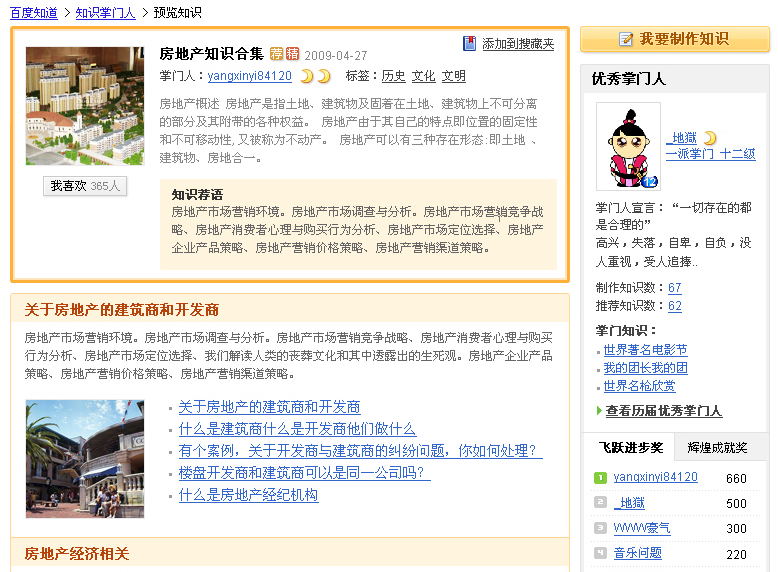 百度知道 > 知识掌门人 > 预览知识
房地产知识合集 荐 精 2009-04-27
添加到搜藏夹
掌门人：yangxinyi84120 标签：历史 文化 文明
房地产概述 房地产是指土地、建筑物及固着在土地、建筑物上不可分离
的部分及其附带的各种权益。 房地产由于其自己的特点即位置的固定性
和不可移动性,又被称为不动产。 房地产可以有三种存在形态:即土地 、
建筑物、房地合一。
我喜欢 365人
知识荐语
房地产市场营销环境。房地产市场调查与分析。房地产市场营销竞争战
略、房地产消费者心理与购买行为分析、房地产市场定位选择、房地产
企业产品策略、房地产营销价格策略、房地产营销渠道策略。
关于房地产的建筑商和开发商
房地产市场营销环境。房地产市场调查与分析。房地产市场营销竞争战略、房地产消费者心理与购买
行为分析、房地产市场定位选择、我们解读人类的丧葬文化和其中透露出的生死观。房地产企业产品
策略、房地产营销价格策略、房地产营销渠道策略。
关于房地产的建筑商和开发商
什么是建筑商什么是开发商他们做什么
有个案例，关于开发商与建筑商的纠纷问题，你如何处理？
楼盘开发商和建筑商可以是同一公司吗？
什么是房地产经纪机构
房地产经济相关
我要制作知识
优秀掌门人
_地獄
一派掌门 十二级
12
掌门人宣言：“一切存在的都
是合理的”
高兴，失落，自卑，自负，没
人重视，受人追捧..
制作知识数：67
推荐知识数：62
掌门知识：
世界著名电影节
我的团长我的团
世界名枪欣赏
查看历届优秀掌门人
飞跃进步奖 辉煌成就奖
1 yangxinyi84120 660
2 _地獄 500
3 WWW豪气 300
4 音乐问题 220